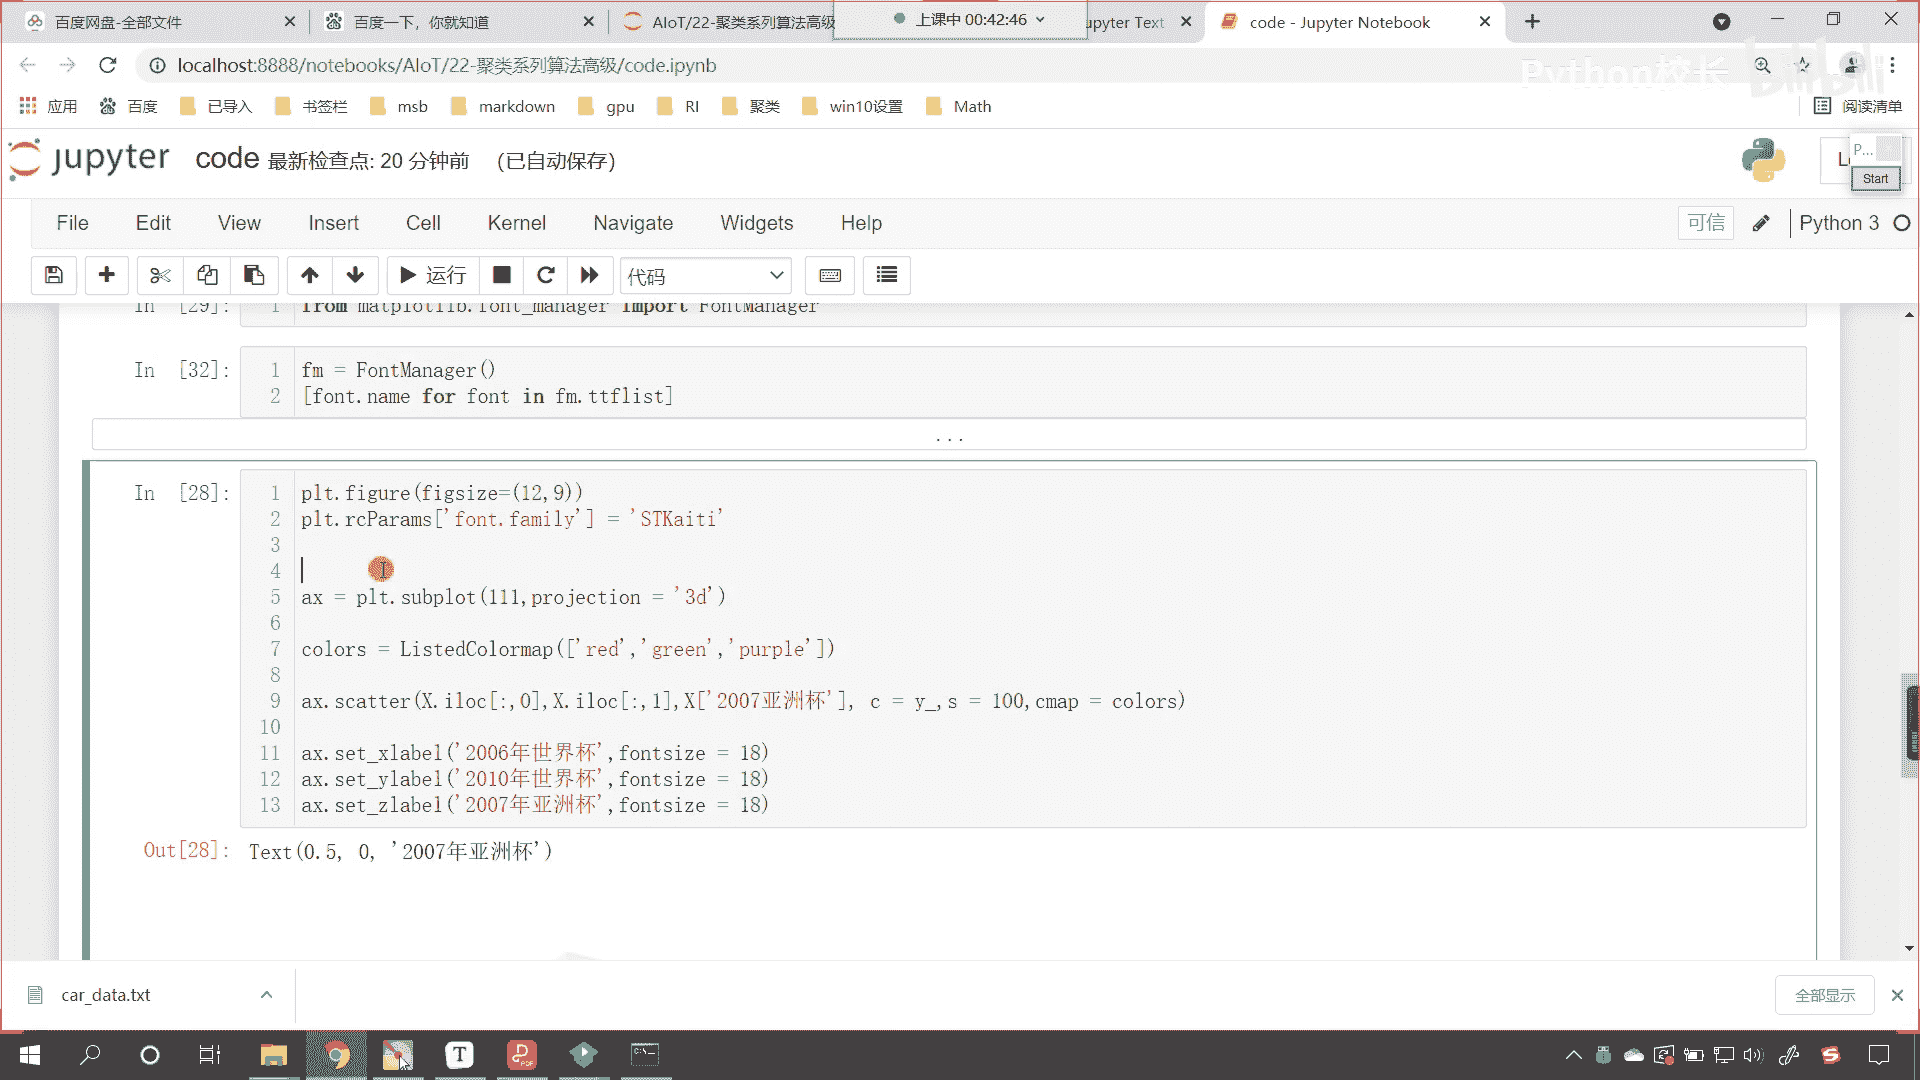 百度网盘-全部文件
百度一下，你就知道
AIoT/22-聚类系列算法高级
上课中 00:42:46
upyter Text
code - Jupyter Notebook
localhost:8888/notebooks/AIoT/22-聚类系列算法高级/code.ipynb
Python校长
bilibili
应用 百度 已导入 书签栏 msb markdown gpu RI 聚类 win10设置 Math 阅读清单
jupyter code 最新检查点: 20 分钟前 (已自动保存)
P...
Start
File Edit View Insert Cell Kernel Navigate Widgets Help 可信 Python 3
运行 代码
In [29]: 1 from matplotlib.font_manager import FontManager
In [32]: 1 fm = FontManager()
2 [font.name for font in fm.ttflist]
...
In [28]: 1 plt.figure(figsize=(12,9))
2 plt.rcParams['font.family'] = 'STKaiti'
3
4
5 ax = plt.subplot(111,projection = '3d')
6
7 colors = ListedColormap(['red','green','purple'])
8
9 ax.scatter(X.iloc[:,0],X.iloc[:,1],X['2007亚洲杯'], c = y_,s = 100,cmap = colors)
10
11 ax.set_xlabel('2006年世界杯',fontsize = 18)
12 ax.set_ylabel('2010年世界杯',fontsize = 18)
13 ax.set_zlabel('2007年亚洲杯',fontsize = 18)
Out[28]: Text(0.5, 0, '2007年亚洲杯')
car_data.txt
全部显示